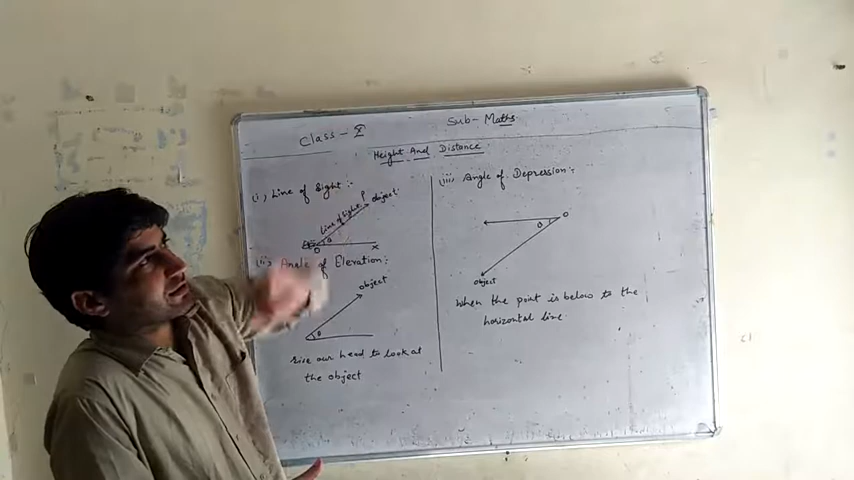 Class - X
Sub - Maths
Height And Distance
(i) Line of Sight :-
Line of Sight
P
object
θ
O
X
(ii) Angle of Elevation :-
object
θ
rise our head to look at
the object
(iii) Angle of Depression :-
O
θ
object
When the point is below to the
horizontal line.